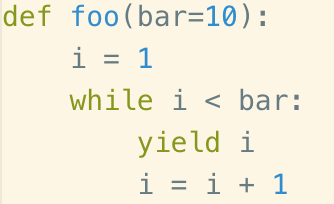 def foo(bar=10):
    i = 1
    while i < bar:
        yield i
        i = i + 1